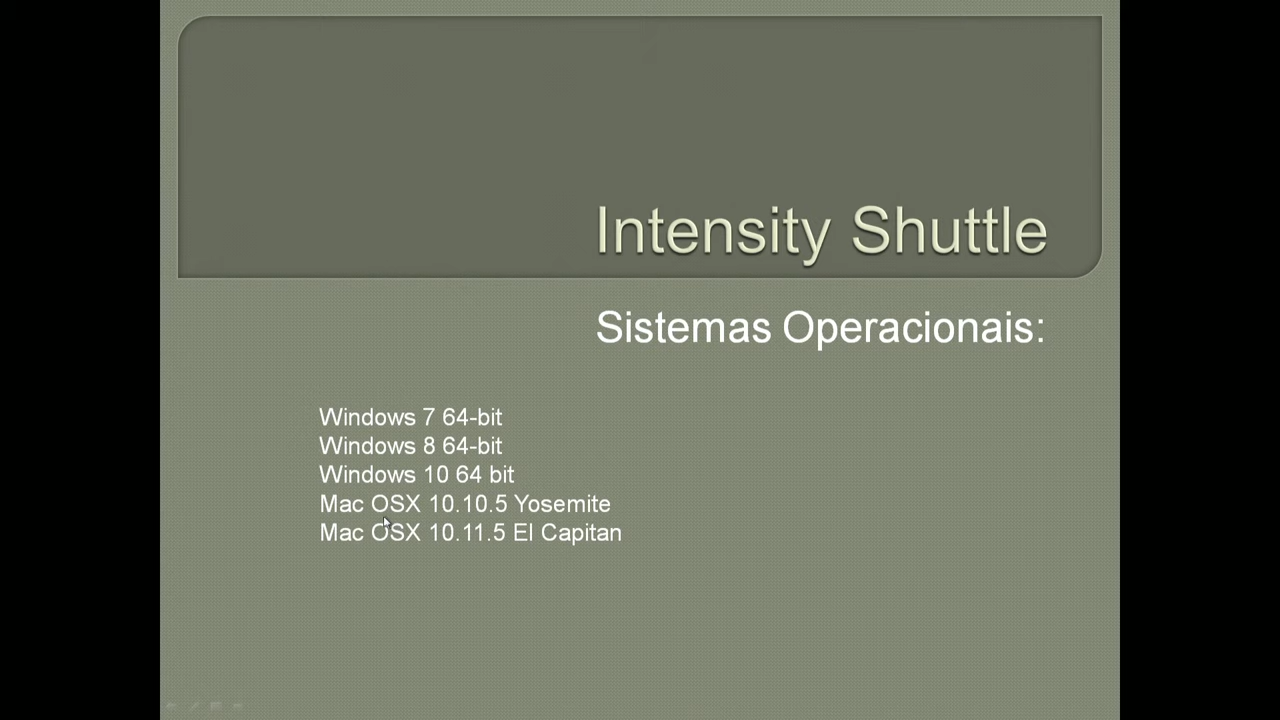 Intensity Shuttle
Sistemas Operacionais:
Windows 7 64-bit
Windows 8 64-bit
Windows 10 64 bit
Mac OSX 10.10.5 Yosemite
Mac OSX 10.11.5 El Capitan